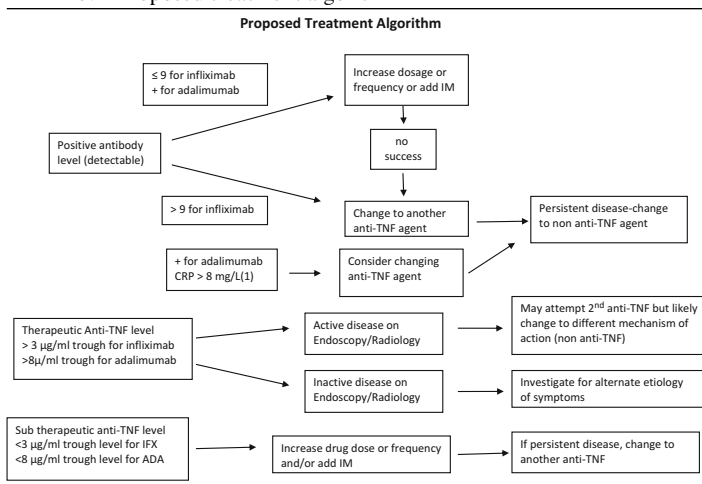 Proposed Treatment Algorithm
≤ 9 for infliximab
+ for adalimumab
Increase dosage or
frequency or add IM
Positive antibody
level (detectable)
no
success
> 9 for infliximab
Change to another
anti-TNF agent
Persistent disease-change
to non anti-TNF agent
+ for adalimumab
CRP > 8 mg/L(1)
Consider changing
anti-TNF agent
Therapeutic Anti-TNF level
> 3 µg/ml trough for infliximab
>8µ/ml trough for adalimumab
Active disease on
Endoscopy/Radiology
May attempt 2nd anti-TNF but likely
change to different mechanism of
action (non anti-TNF)
Inactive disease on
Endoscopy/Radiology
Investigate for alternate etiology
of symptoms
Sub therapeutic anti-TNF level
<3 µg/ml trough level for IFX
<8 µg/ml trough level for ADA
Increase drug dose or frequency
and/or add IM
If persistent disease, change to
another anti-TNF